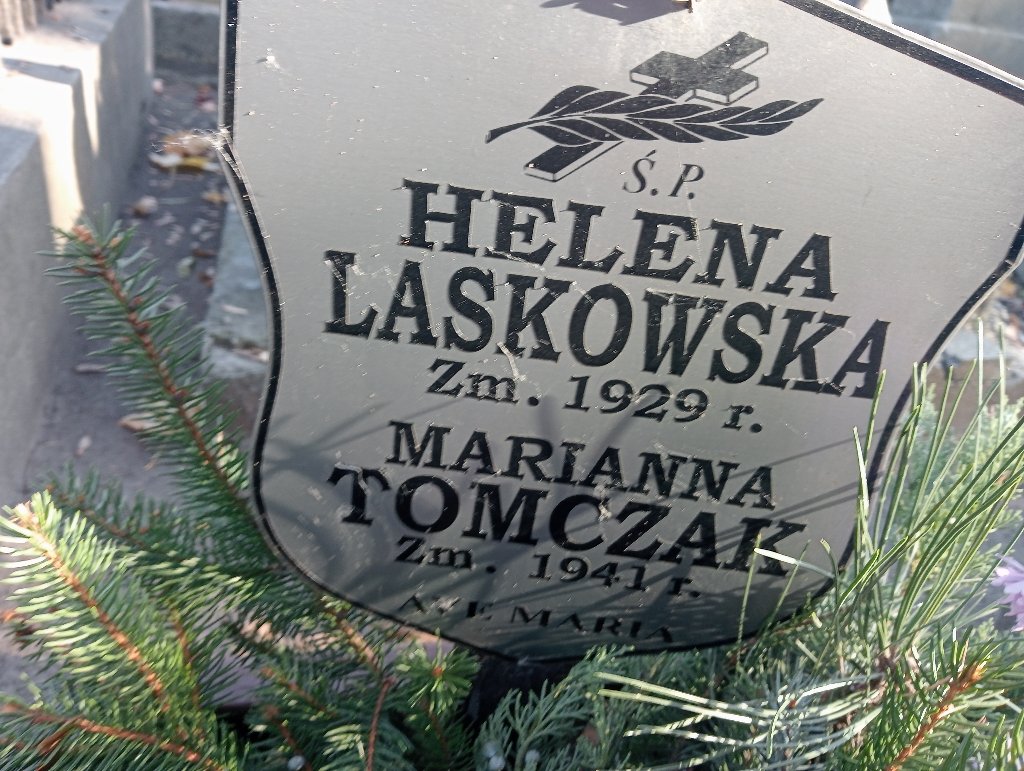 Ś.P.
HELENA
LASKOWSKA
Zm. 1929 r.
MARIANNA
TOMCZAK
Zm. 1941 r.
AVE MARIA